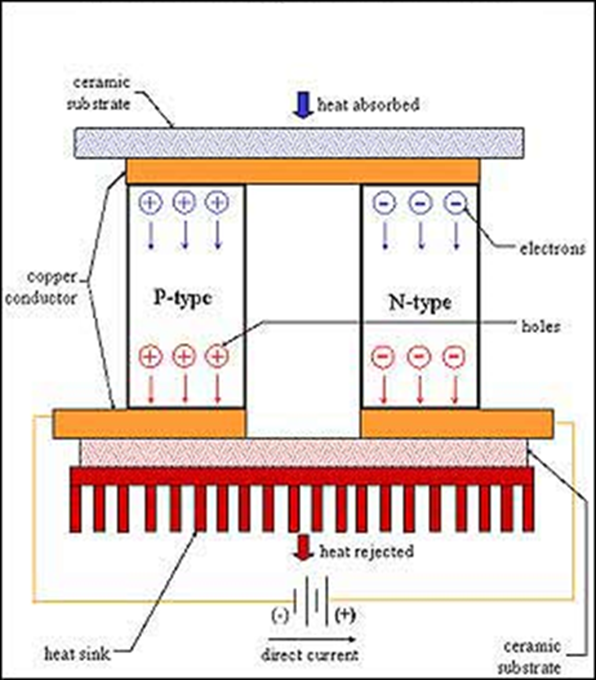 ceramic
substrate
heat absorbed
+ + +
- - -
electrons
copper
conductor
P-type
N-type
holes
+ + +
- - -
heat rejected
(-) (+)
direct current
heat sink
ceramic
substrate